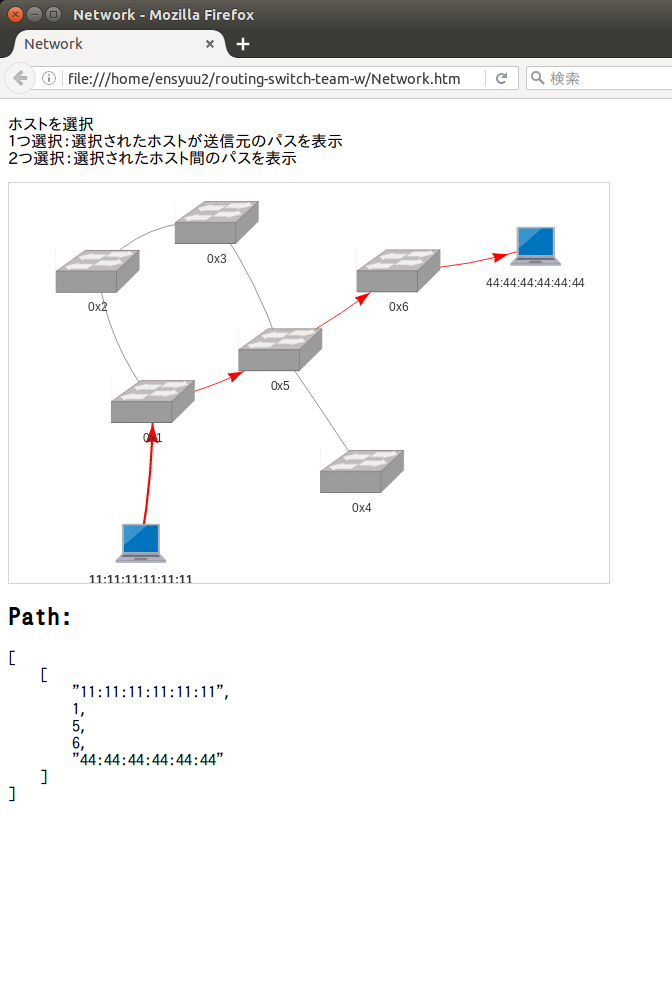 Network - Mozilla Firefox
Network × +
file:///home/ensyuu2/routing-switch-team-w/Network.htm 検索
ホストを選択
1つ選択：選択されたホストが送信元のパスを表示
2つ選択：選択されたホスト間のパスを表示
0x3
0x2
0x6
44:44:44:44:44:44
0x5
0x1
0x4
11:11:11:11:11:11
Path:
[
    [
        "11:11:11:11:11:11",
        1,
        5,
        6,
        "44:44:44:44:44:44"
    ]
]